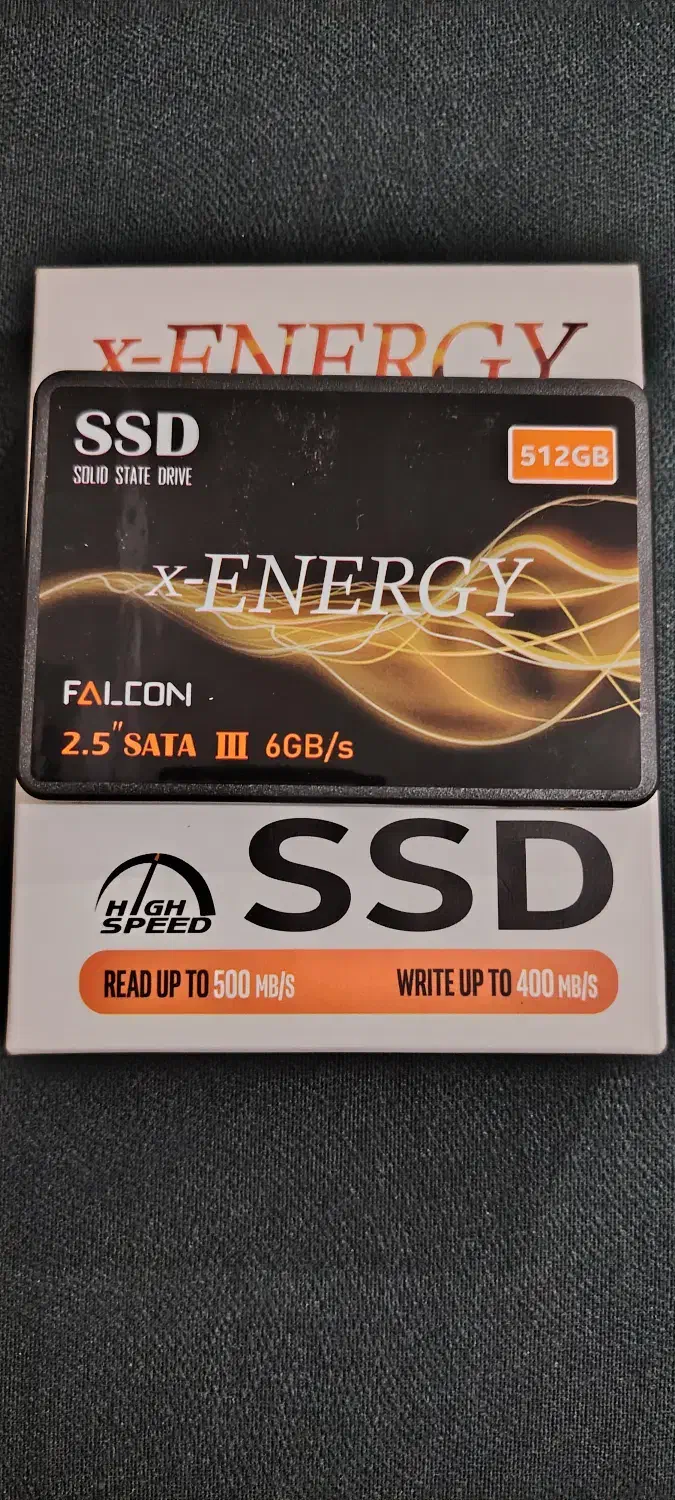 x-ENERGY
SSD
SOLID STATE DRIVE
512GB
x-ENERGY
FALCON
2.5" SATA III 6GB/s
HIGH
SPEED
SSD
READ UP TO 500 MB/S
WRITE UP TO 400 MB/S